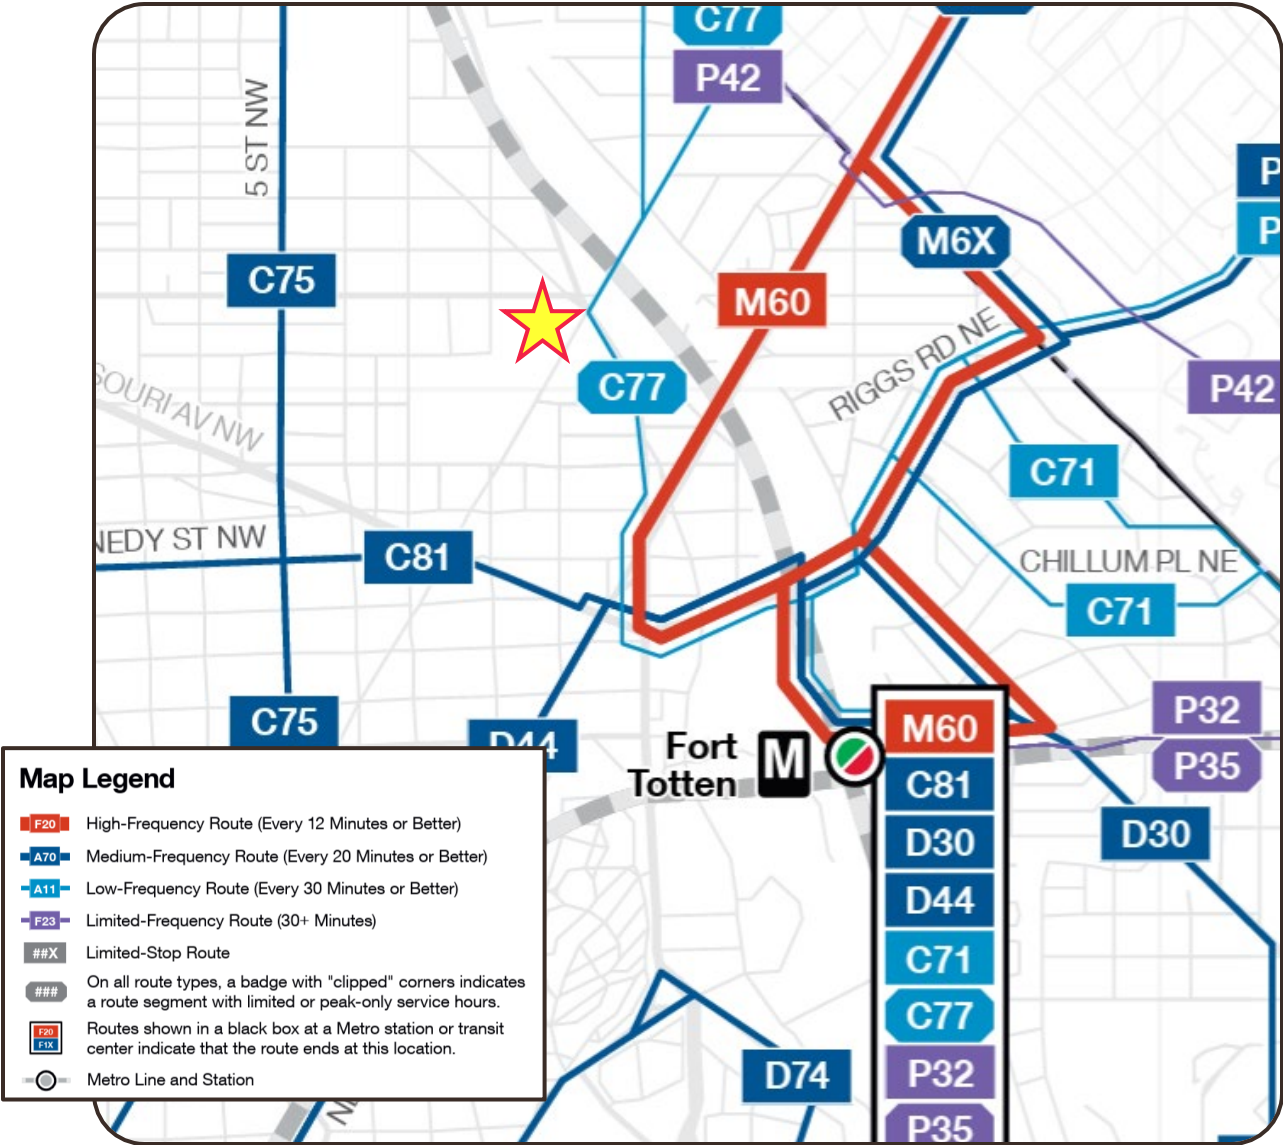 C77
P42
5 ST NW
P
P
M6X
C75
M60
RIGGS RD NE
C77
P42
SOURI AV NW
C71
NEDY ST NW
C81
CHILLUM PL NE
C71
C75
D44
Fort
Totten
M
M60
C81
D30
D44
C71
C77
P32
P35
P32
P35
D30
D74
Map Legend
F20 High-Frequency Route (Every 12 Minutes or Better)
A70 Medium-Frequency Route (Every 20 Minutes or Better)
A11 Low-Frequency Route (Every 30 Minutes or Better)
F23 Limited-Frequency Route (30+ Minutes)
##X Limited-Stop Route
### On all route types, a badge with "clipped" corners indicates
a route segment with limited or peak-only service hours.
F20 Routes shown in a black box at a Metro station or transit
F1X center indicate that the route ends at this location.
Metro Line and Station